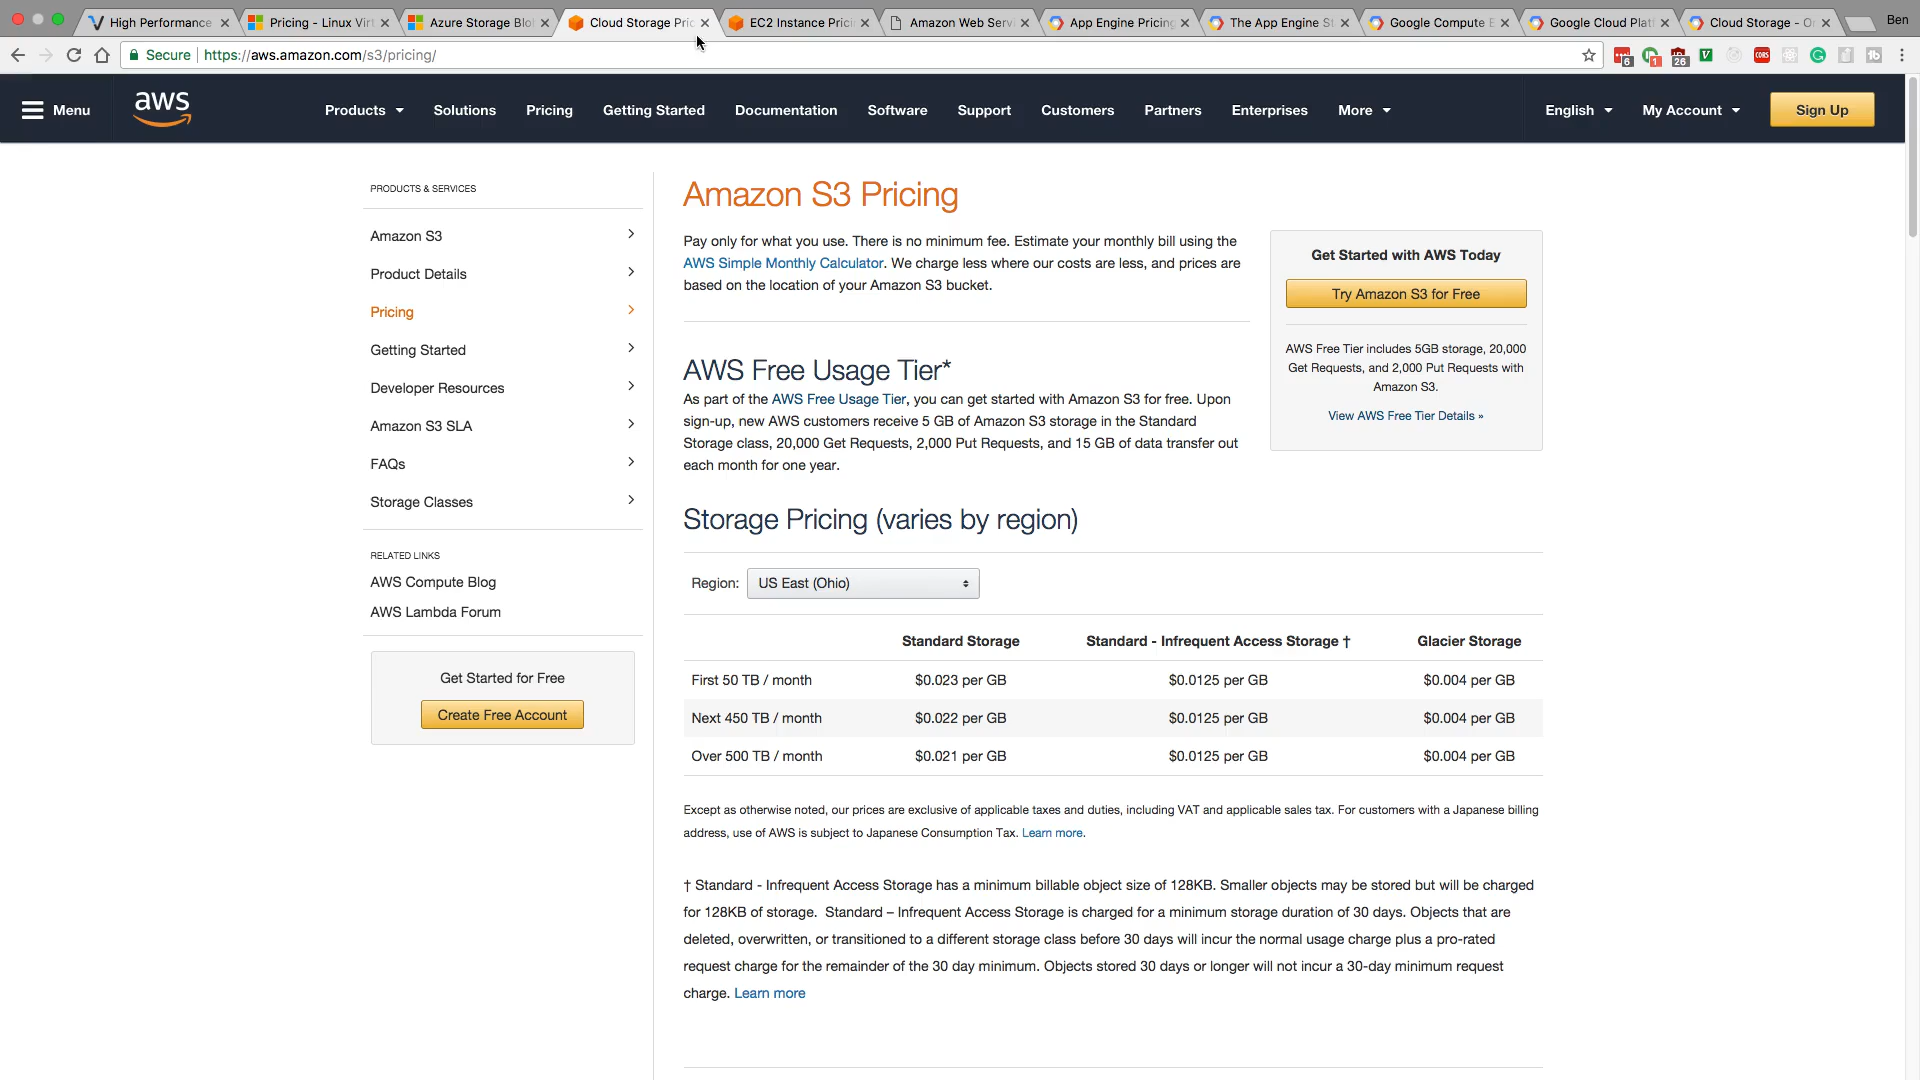 High Performance
Pricing - Linux Virt
Azure Storage Blo
Cloud Storage Pric
EC2 Instance Prici
Amazon Web Servi
App Engine Pricing
The App Engine St
Google Compute E
Google Cloud Plat
Cloud Storage - On
Ben
Secure
https://aws.amazon.com/s3/pricing/
6
1
26
CORS
Menu
aws
Products
Solutions
Pricing
Getting Started
Documentation
Software
Support
Customers
Partners
Enterprises
More
English
My Account
Sign Up
PRODUCTS & SERVICES
Amazon S3
Product Details
Pricing
Getting Started
Developer Resources
Amazon S3 SLA
FAQs
Storage Classes
RELATED LINKS
AWS Compute Blog
AWS Lambda Forum
Get Started for Free
Create Free Account
Amazon S3 Pricing
Pay only for what you use. There is no minimum fee. Estimate your monthly bill using the
AWS Simple Monthly Calculator. We charge less where our costs are less, and prices are
based on the location of your Amazon S3 bucket.
Get Started with AWS Today
Try Amazon S3 for Free
AWS Free Tier includes 5GB storage, 20,000
Get Requests, and 2,000 Put Requests with
Amazon S3.
View AWS Free Tier Details »
AWS Free Usage Tier*
As part of the AWS Free Usage Tier, you can get started with Amazon S3 for free. Upon
sign-up, new AWS customers receive 5 GB of Amazon S3 storage in the Standard
Storage class, 20,000 Get Requests, 2,000 Put Requests, and 15 GB of data transfer out
each month for one year.
Storage Pricing (varies by region)
Region: US East (Ohio)
Standard Storage Standard - Infrequent Access Storage † Glacier Storage
First 50 TB / month $0.023 per GB $0.0125 per GB $0.004 per GB
Next 450 TB / month $0.022 per GB $0.0125 per GB $0.004 per GB
Over 500 TB / month $0.021 per GB $0.0125 per GB $0.004 per GB
Except as otherwise noted, our prices are exclusive of applicable taxes and duties, including VAT and applicable sales tax. For customers with a Japanese billing
address, use of AWS is subject to Japanese Consumption Tax. Learn more.
† Standard - Infrequent Access Storage has a minimum billable object size of 128KB. Smaller objects may be stored but will be charged
for 128KB of storage. Standard – Infrequent Access Storage is charged for a minimum storage duration of 30 days. Objects that are
deleted, overwritten, or transitioned to a different storage class before 30 days will incur the normal usage charge plus a pro-rated
request charge for the remainder of the 30 day minimum. Objects stored 30 days or longer will not incur a 30-day minimum request
charge. Learn more